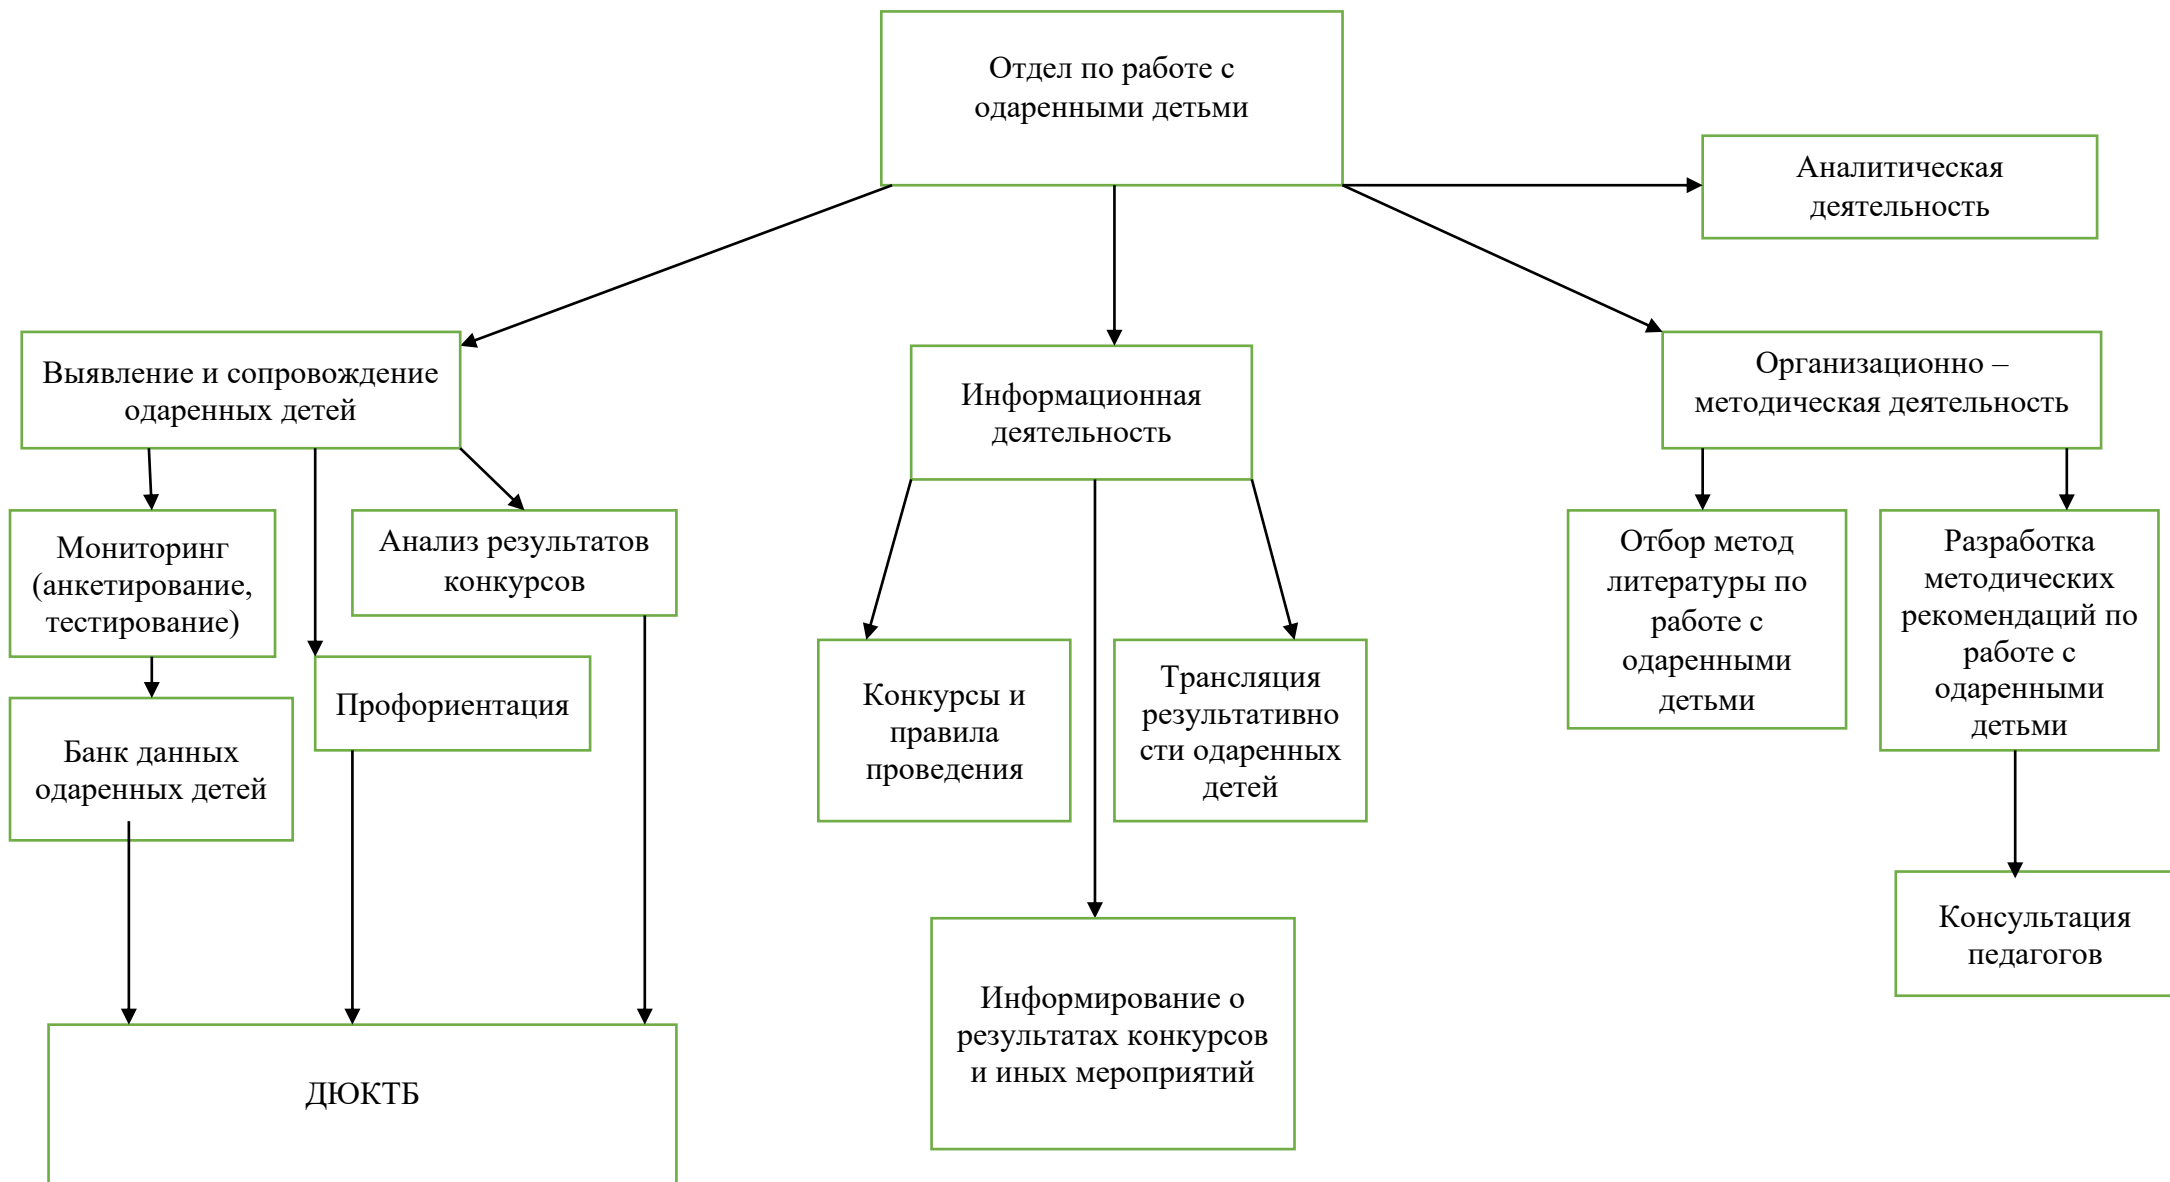 Отдел по работе с
одаренными детьми
Аналитическая
деятельность
Выявление и сопровождение
одаренных детей
Информационная
деятельность
Организационно –
методическая деятельность
Мониторинг
(анкетирование,
тестирование)
Анализ результатов
конкурсов
Профориентация
Банк данных
одаренных детей
Конкурсы и
правила
проведения
Трансляция
результативно
сти одаренных
детей
Отбор метод
литературы по
работе с
одаренными
детьми
Разработка
методических
рекомендаций по
работе с
одаренными
детьми
Консультация
педагогов
Информирование о
результатах конкурсов
и иных мероприятий
ДЮКТБ